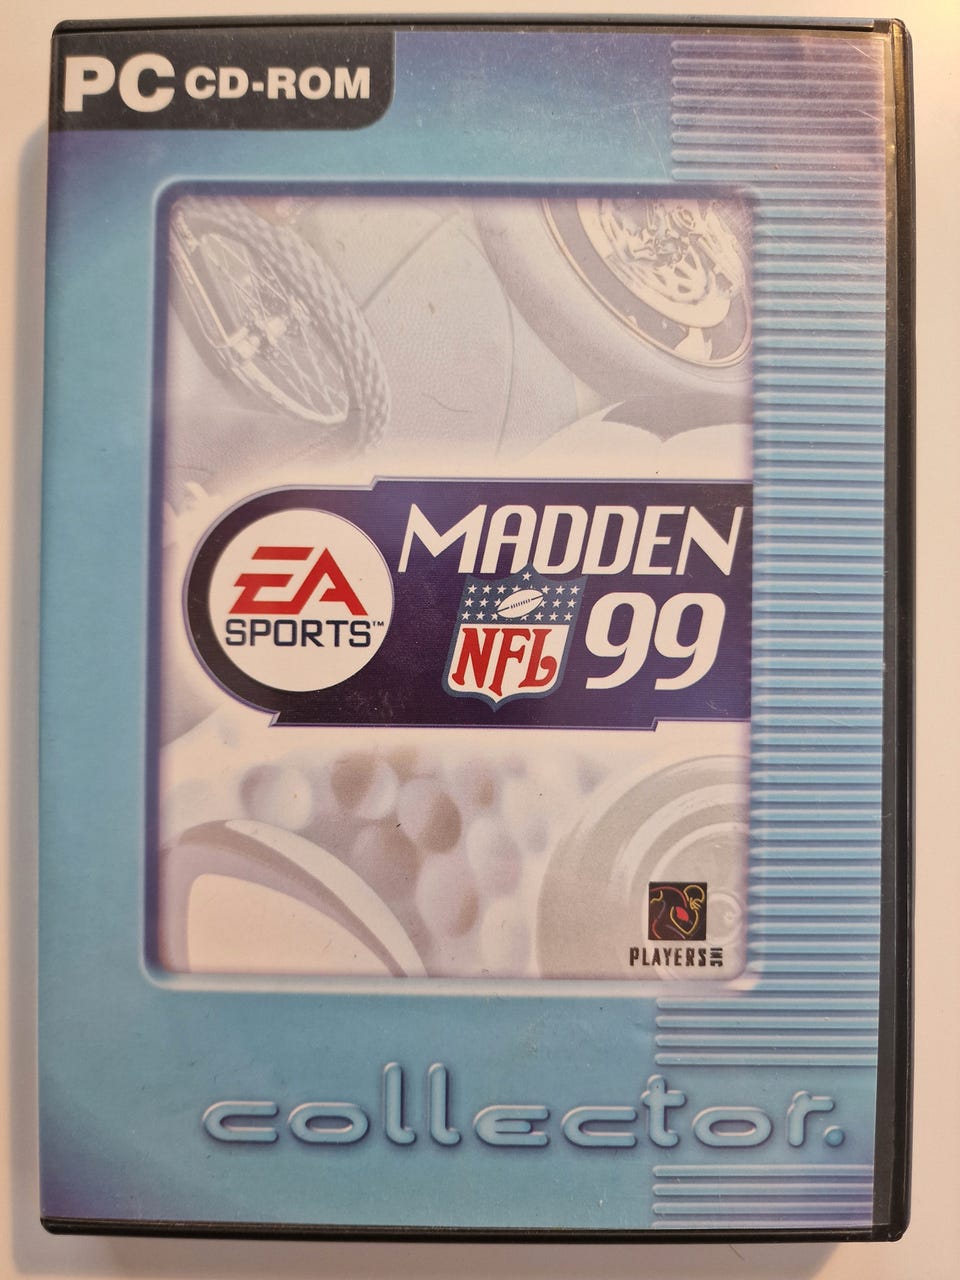 PC CD-ROM
EA
SPORTS™
MADDEN
NFL 99
PLAYERS INC
collector.